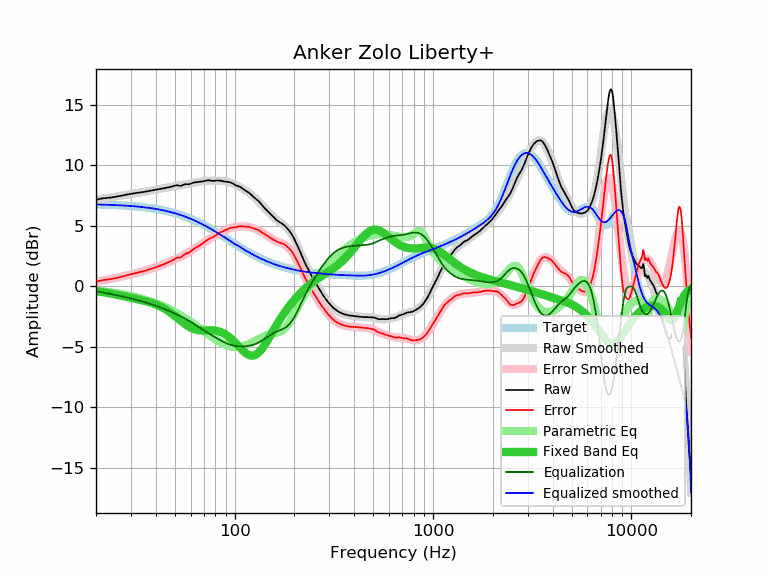 Anker Zolo Liberty+
Amplitude (dBr)
15
10
5
0
−5
−10
−15
Target
Raw Smoothed
Error Smoothed
Raw
Error
Parametric Eq
Fixed Band Eq
Equalization
Equalized smoothed
100
1000
10000
Frequency (Hz)